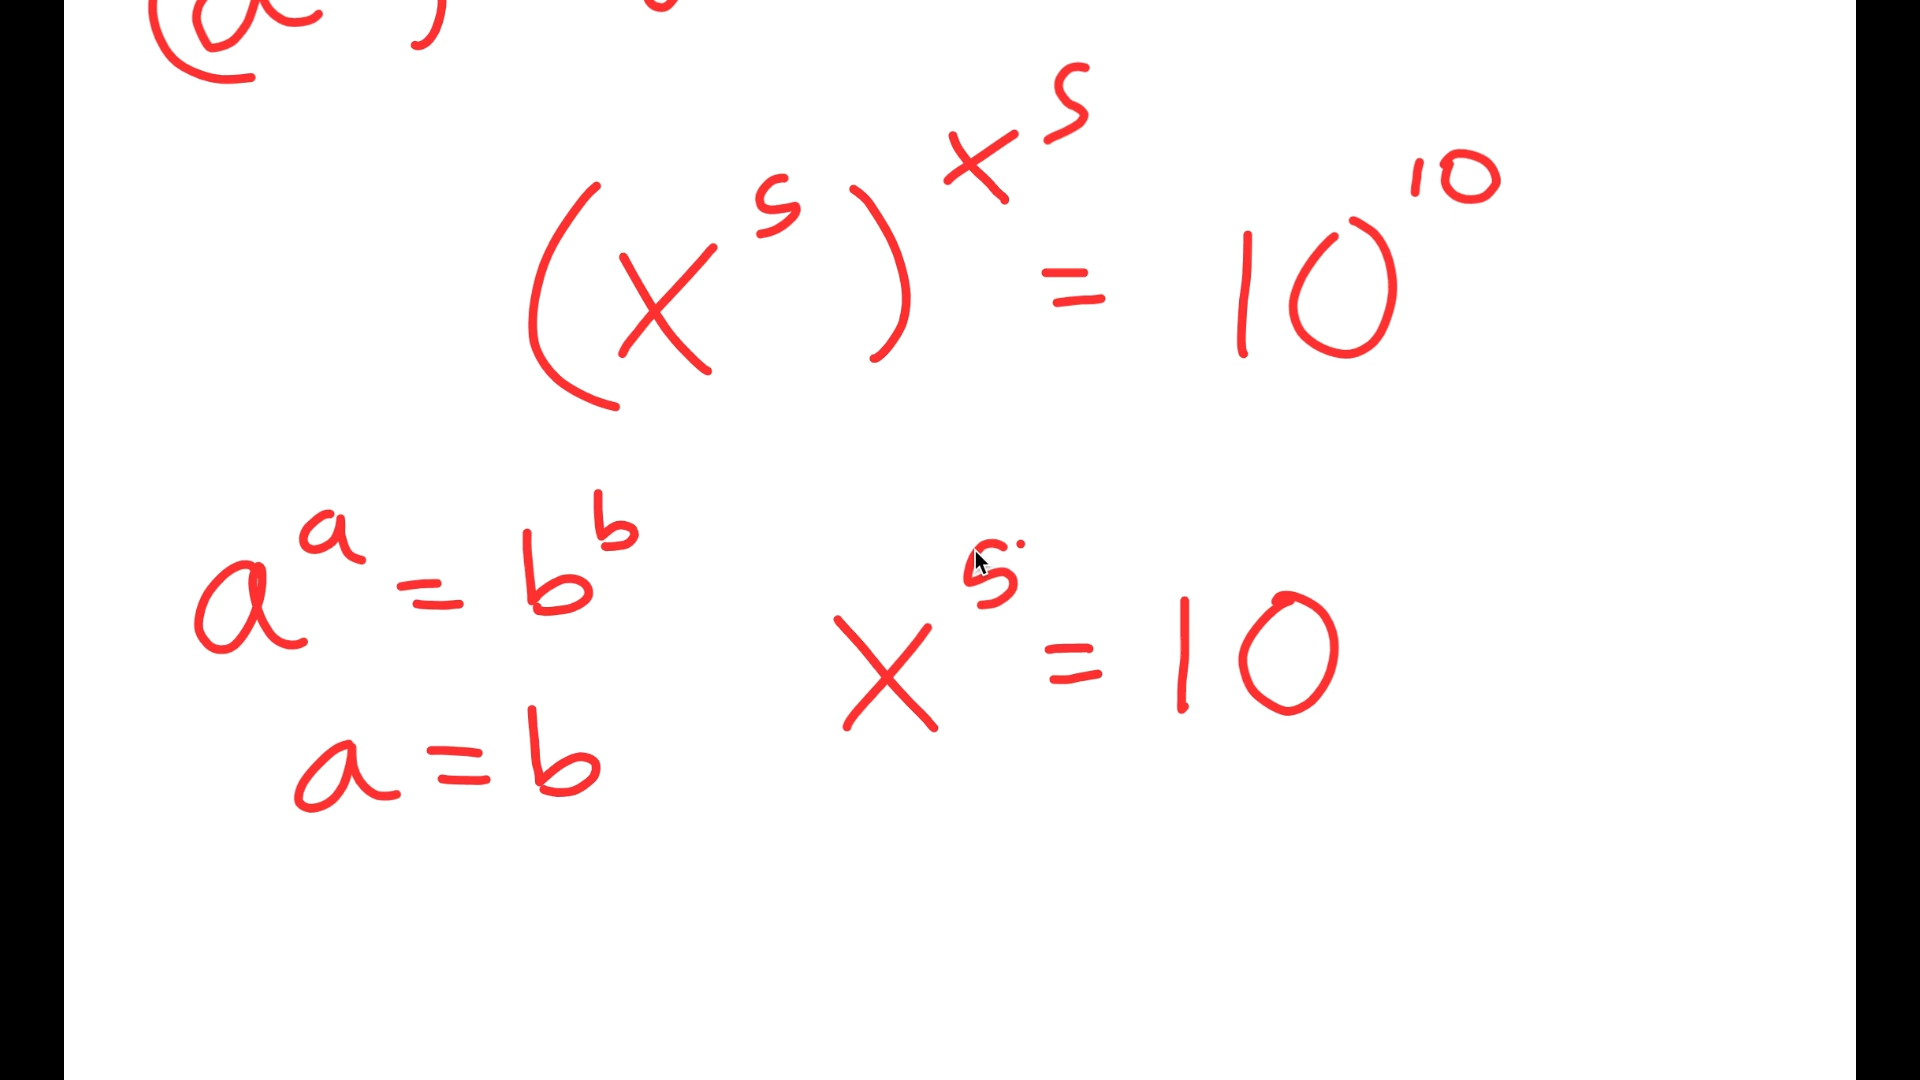 (x^5)^x^5 = 10^10
a^a = b^b
x^5 = 10
a = b